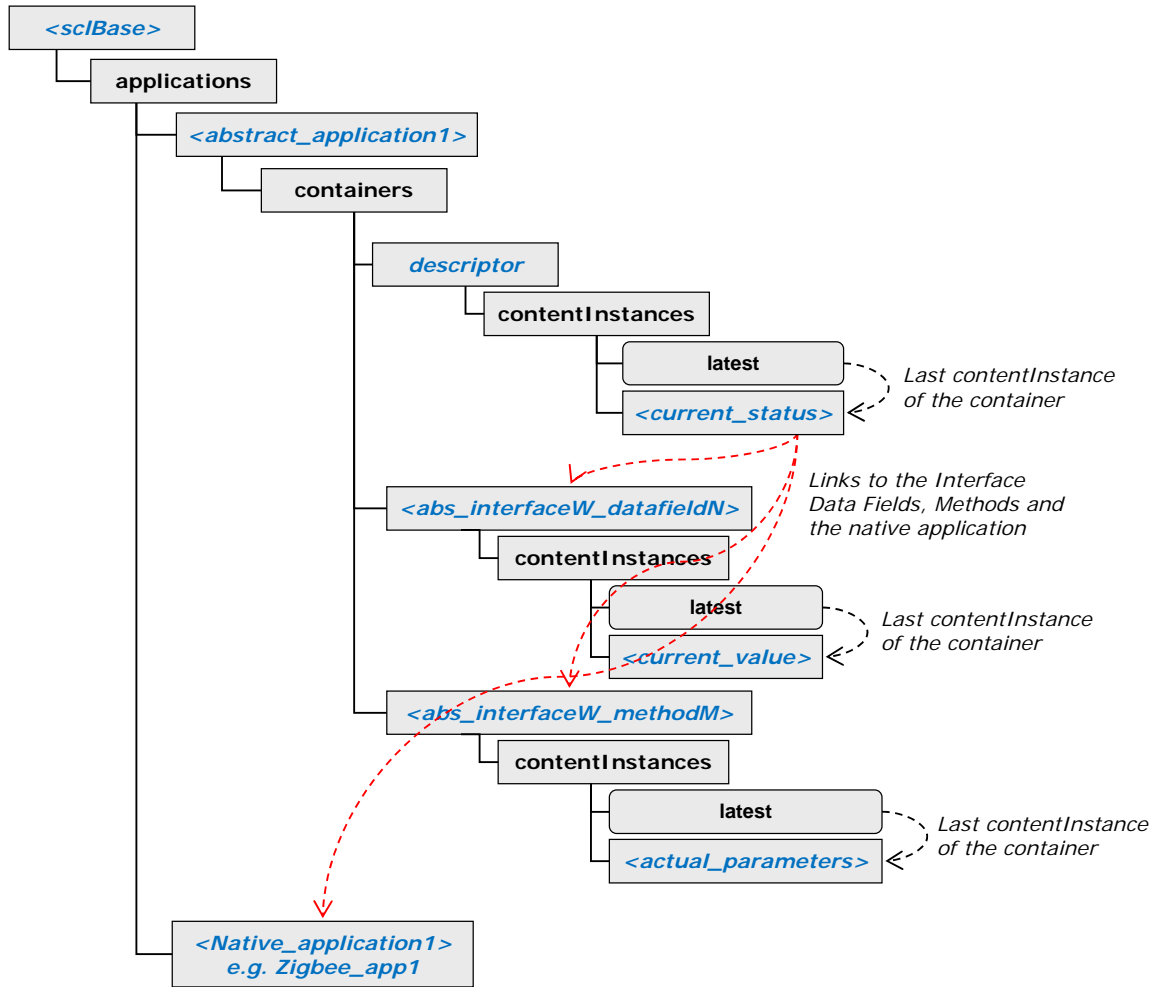 <sclBase>
applications
<abstract_application1>
containers
descriptor
contentInstances
latest
Last contentInstance
of the container
<current_status>
Links to the Interface
Data Fields, Methods and
the native application
<abs_interfaceW_datafieldN>
contentInstances
latest
Last contentInstance
of the container
<current_value>
<abs_interfaceW_methodM>
contentInstances
latest
Last contentInstance
of the container
<actual_parameters>
<Native_application1>
e.g. Zigbee_app1